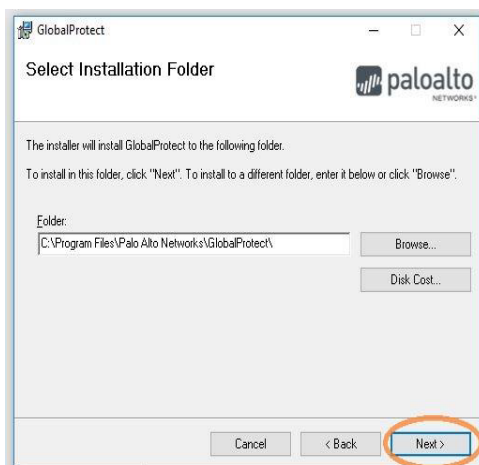 GlobalProtect
Select Installation Folder
paloalto
NETWORKS
The installer will install GlobalProtect to the following folder.
To install in this folder, click "Next". To install to a different folder, enter it below or click "Browse".
Folder:
C:\Program Files\Palo Alto Networks\GlobalProtect\
Browse...
Disk Cost...
Cancel
< Back
Next >